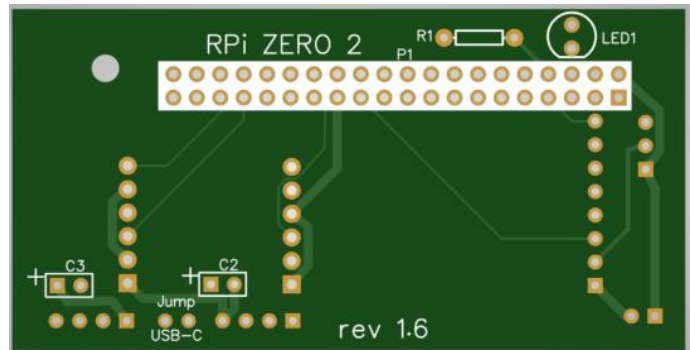 RPi ZERO 2
R1
LED1
P1
+ C3
+ C2
Jump
USB-C
rev 1.6